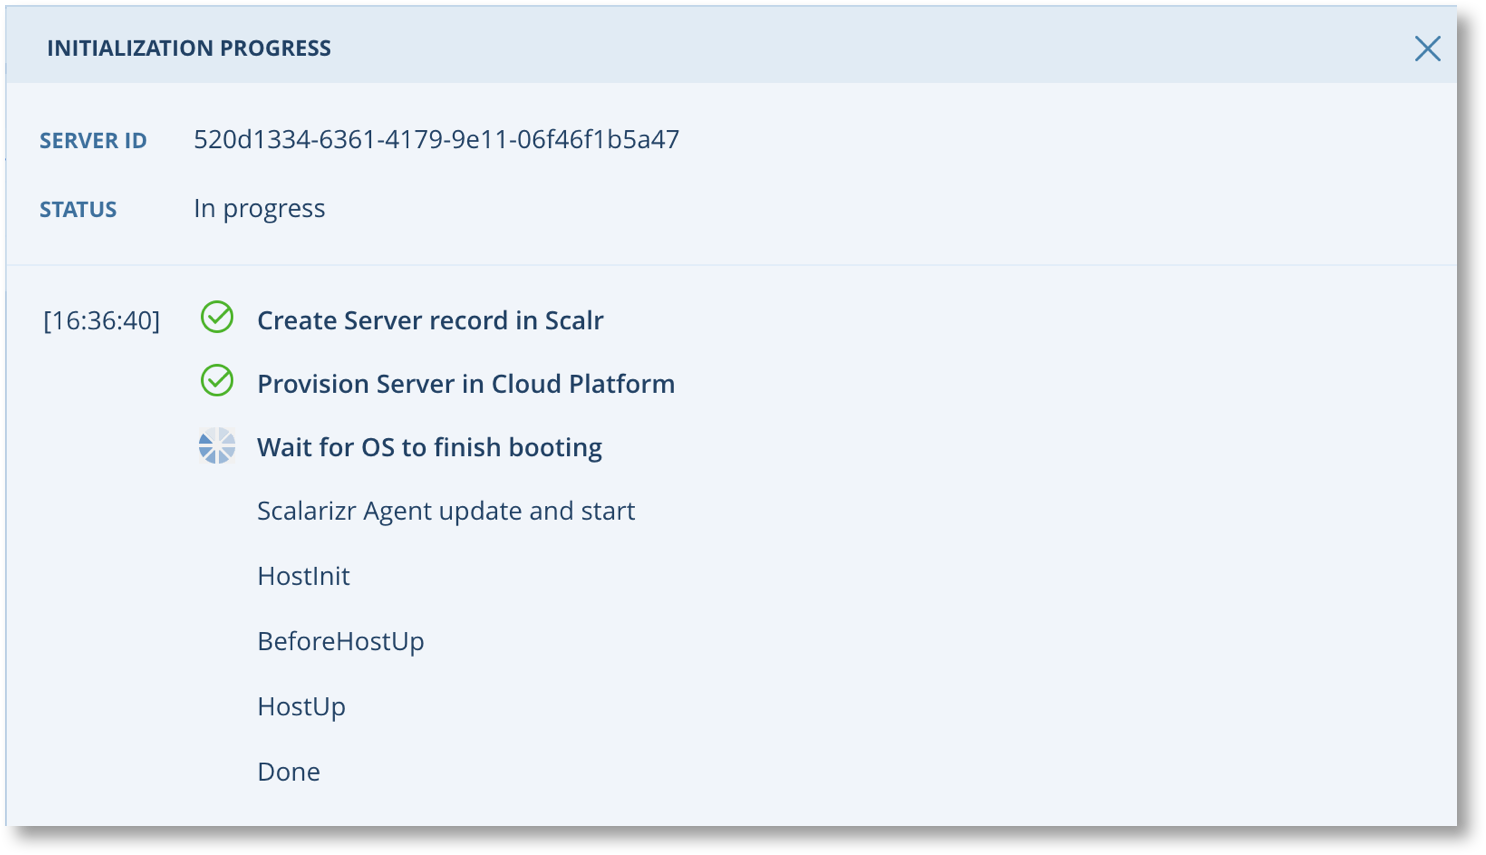 INITIALIZATION PROGRESS
SERVER ID 520d1334-6361-4179-9e11-06f46f1b5a47
STATUS In progress
[16:36:40] Create Server record in Scalr
Provision Server in Cloud Platform
Wait for OS to finish booting
Scalarizr Agent update and start
HostInit
BeforeHostUp
HostUp
Done